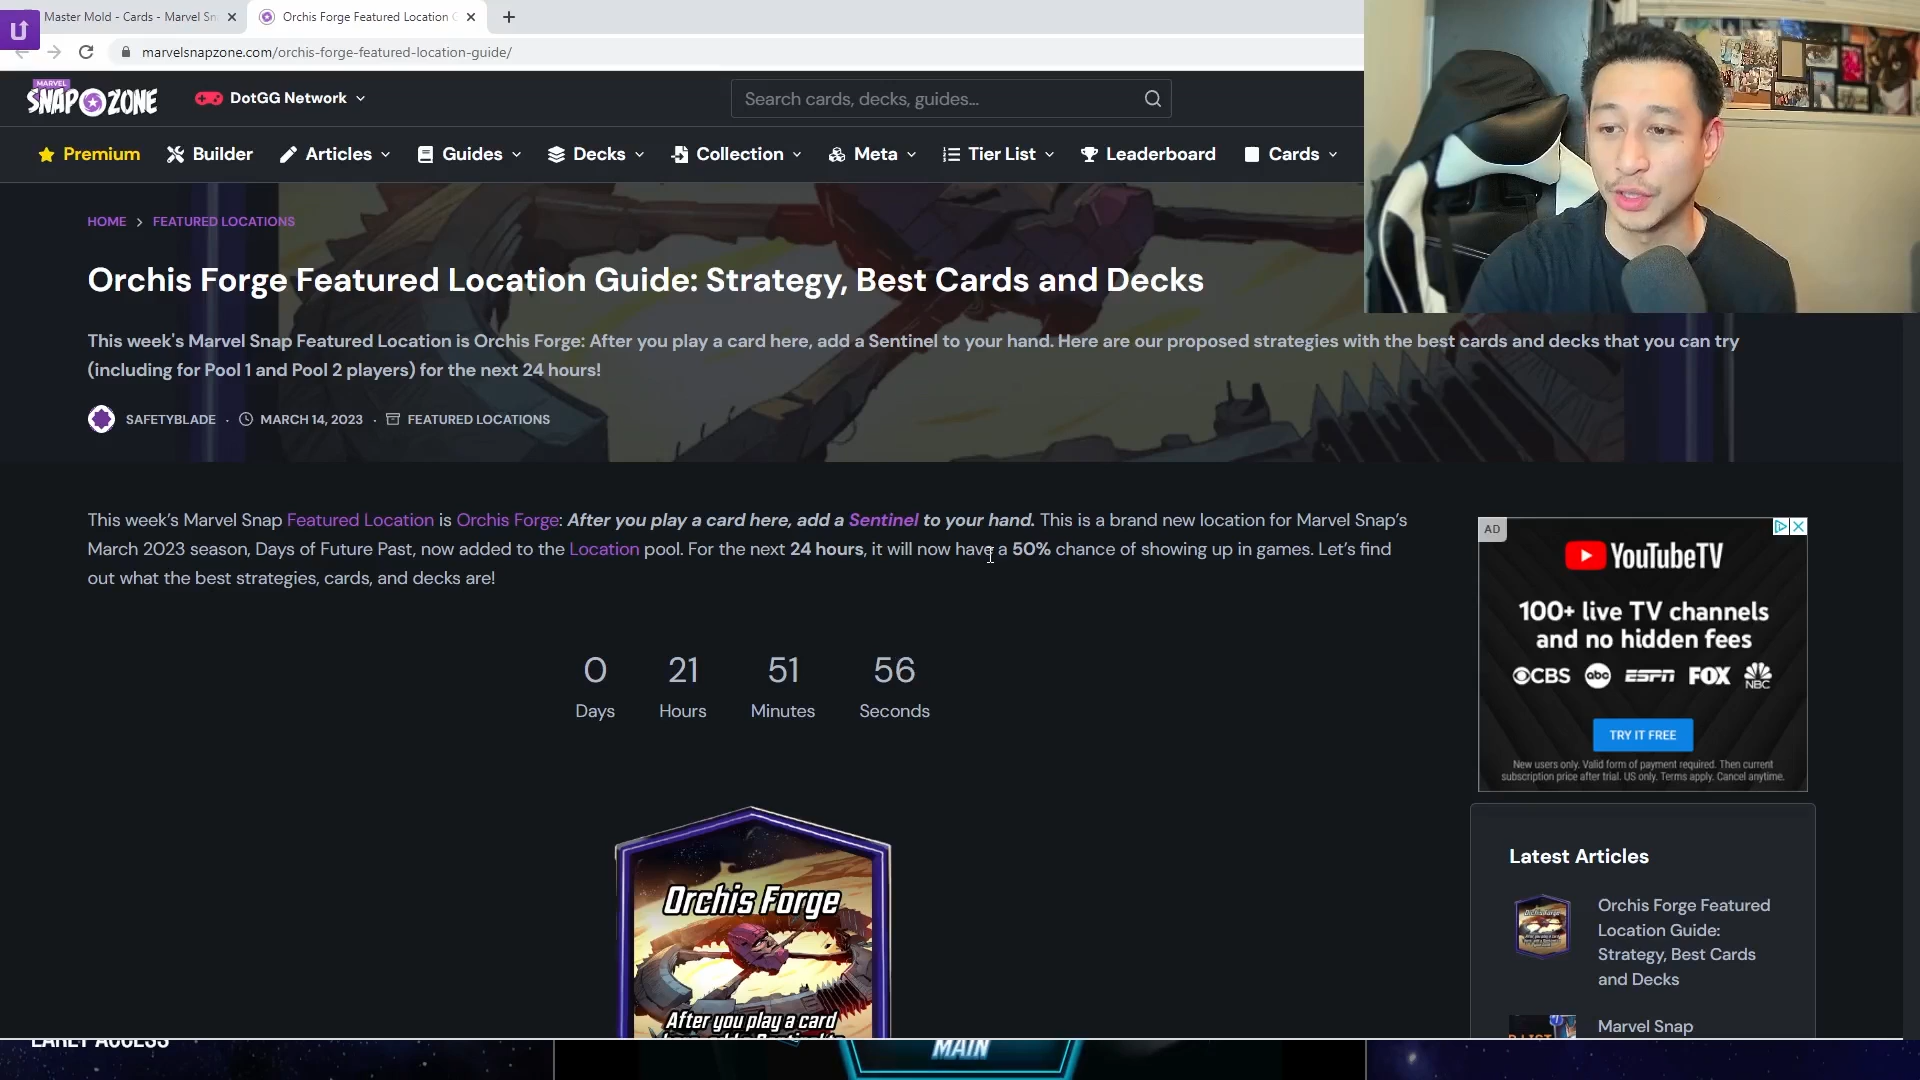 Master Mold - Cards - Marvel Sn
Orchis Forge Featured Location G
marvelsnapzone.com/orchis-forge-featured-location-guide/
MARVEL
SNAP ZONE
DotGG Network
Search cards, decks, guides...
Premium
Builder
Articles
Guides
Decks
Collection
Meta
Tier List
Leaderboard
Cards
HOME > FEATURED LOCATIONS
Orchis Forge Featured Location Guide: Strategy, Best Cards and Decks
This week's Marvel Snap Featured Location is Orchis Forge: After you play a card here, add a Sentinel to your hand. Here are our proposed strategies with the best cards and decks that you can try
(including for Pool 1 and Pool 2 players) for the next 24 hours!
SAFETYBLADE · MARCH 14, 2023 · FEATURED LOCATIONS
This week's Marvel Snap Featured Location is Orchis Forge: After you play a card here, add a Sentinel to your hand. This is a brand new location for Marvel Snap's
March 2023 season, Days of Future Past, now added to the Location pool. For the next 24 hours, it will now have a 50% chance of showing up in games. Let's find
out what the best strategies, cards, and decks are!
0 21 51 56
Days Hours Minutes Seconds
Orchis Forge
After you play a card
AD
YouTubeTV
100+ live TV channels
and no hidden fees
CBS abc ESPN FOX NBC
TRY IT FREE
New users only. Valid form of payment required. Then current
subscription price after trial. US only. Terms apply. Cancel anytime.
Latest Articles
Orchis Forge Featured
Location Guide:
Strategy, Best Cards
and Decks
Marvel Snap
EARLY ACCESS
MAIN